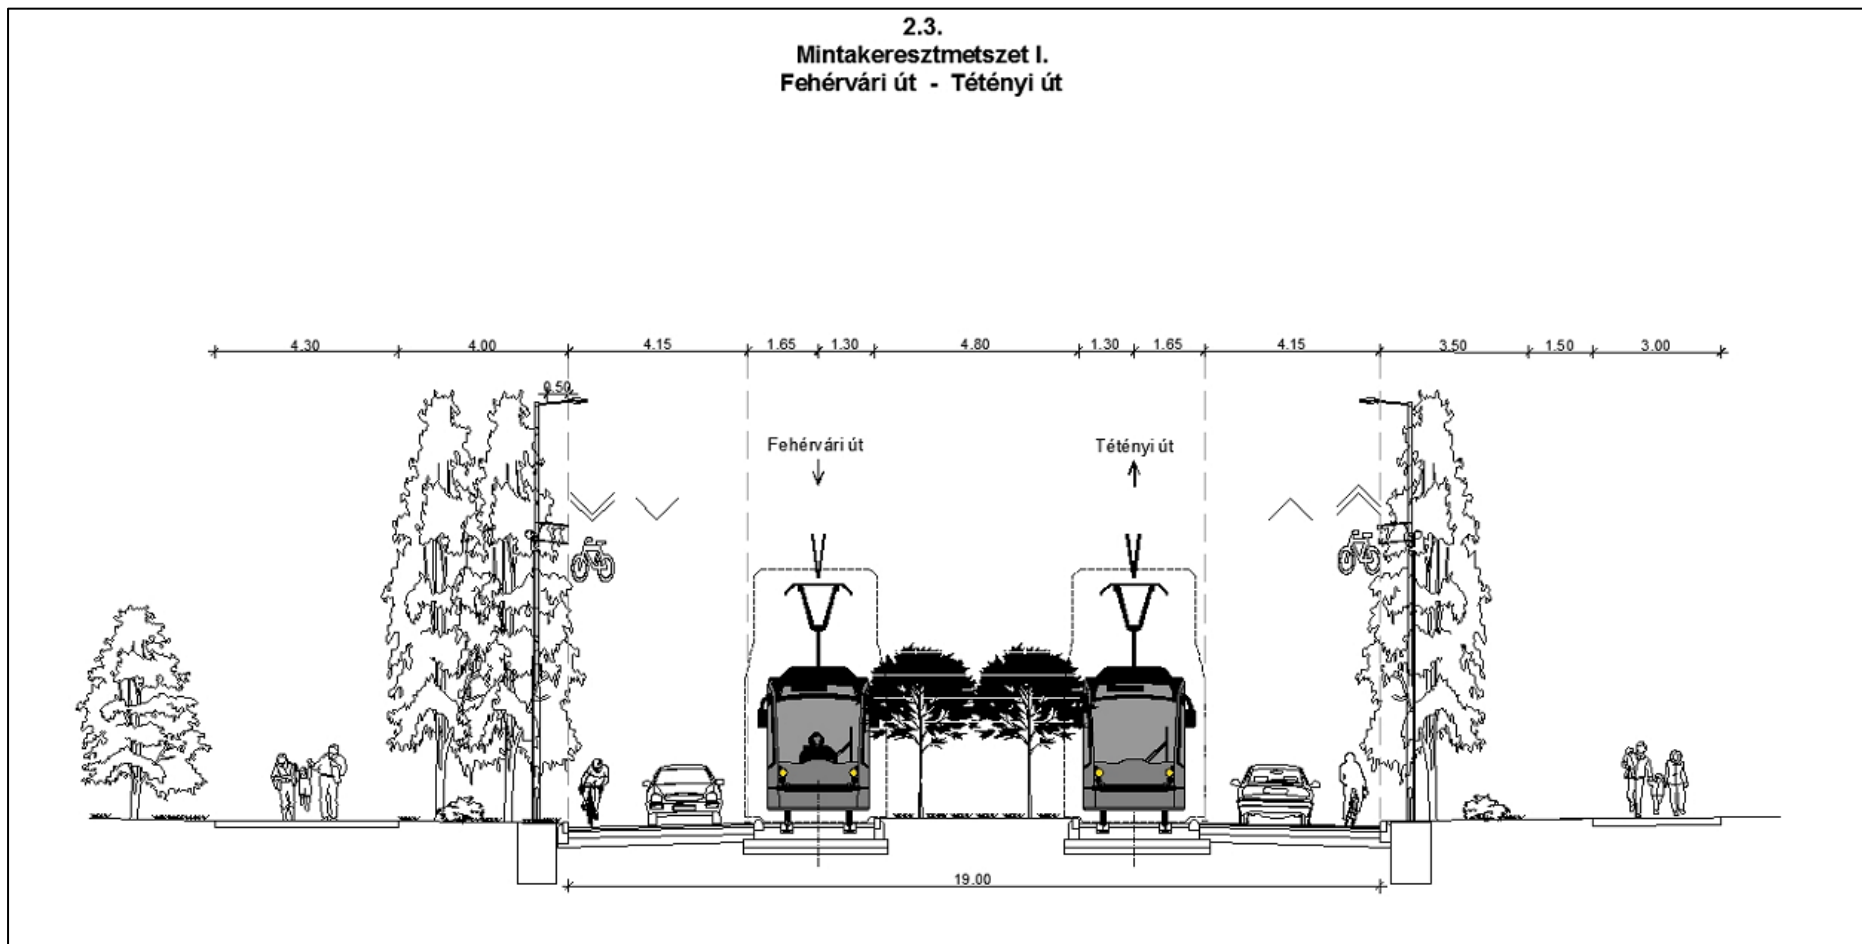 2.3.
Mintakeresztmetszet I.
Fehérvári út - Tétényi út
4.30 4.00 4.15 1.65 1.30 4.80 1.30 1.65 4.15 3.50 1.50 3.00
0.50
Fehérvári út Tétényi út
19.00